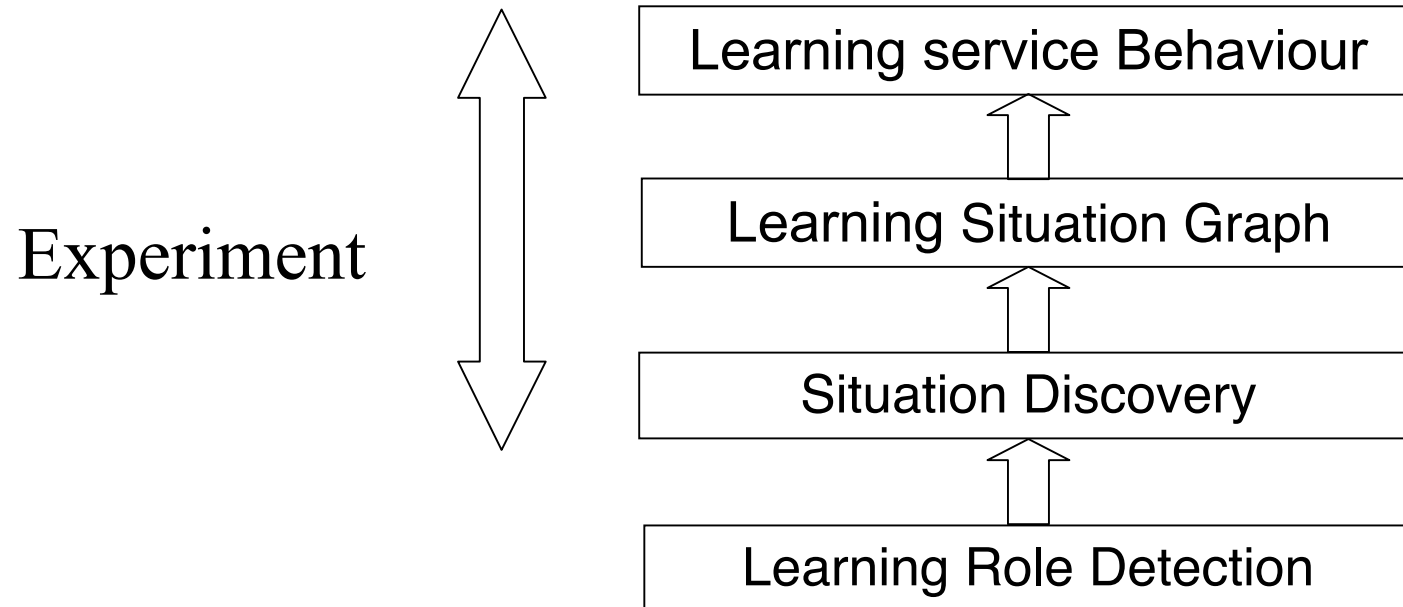 Learning service Behaviour
Learning Situation Graph
Experiment
Situation Discovery
Learning Role Detection